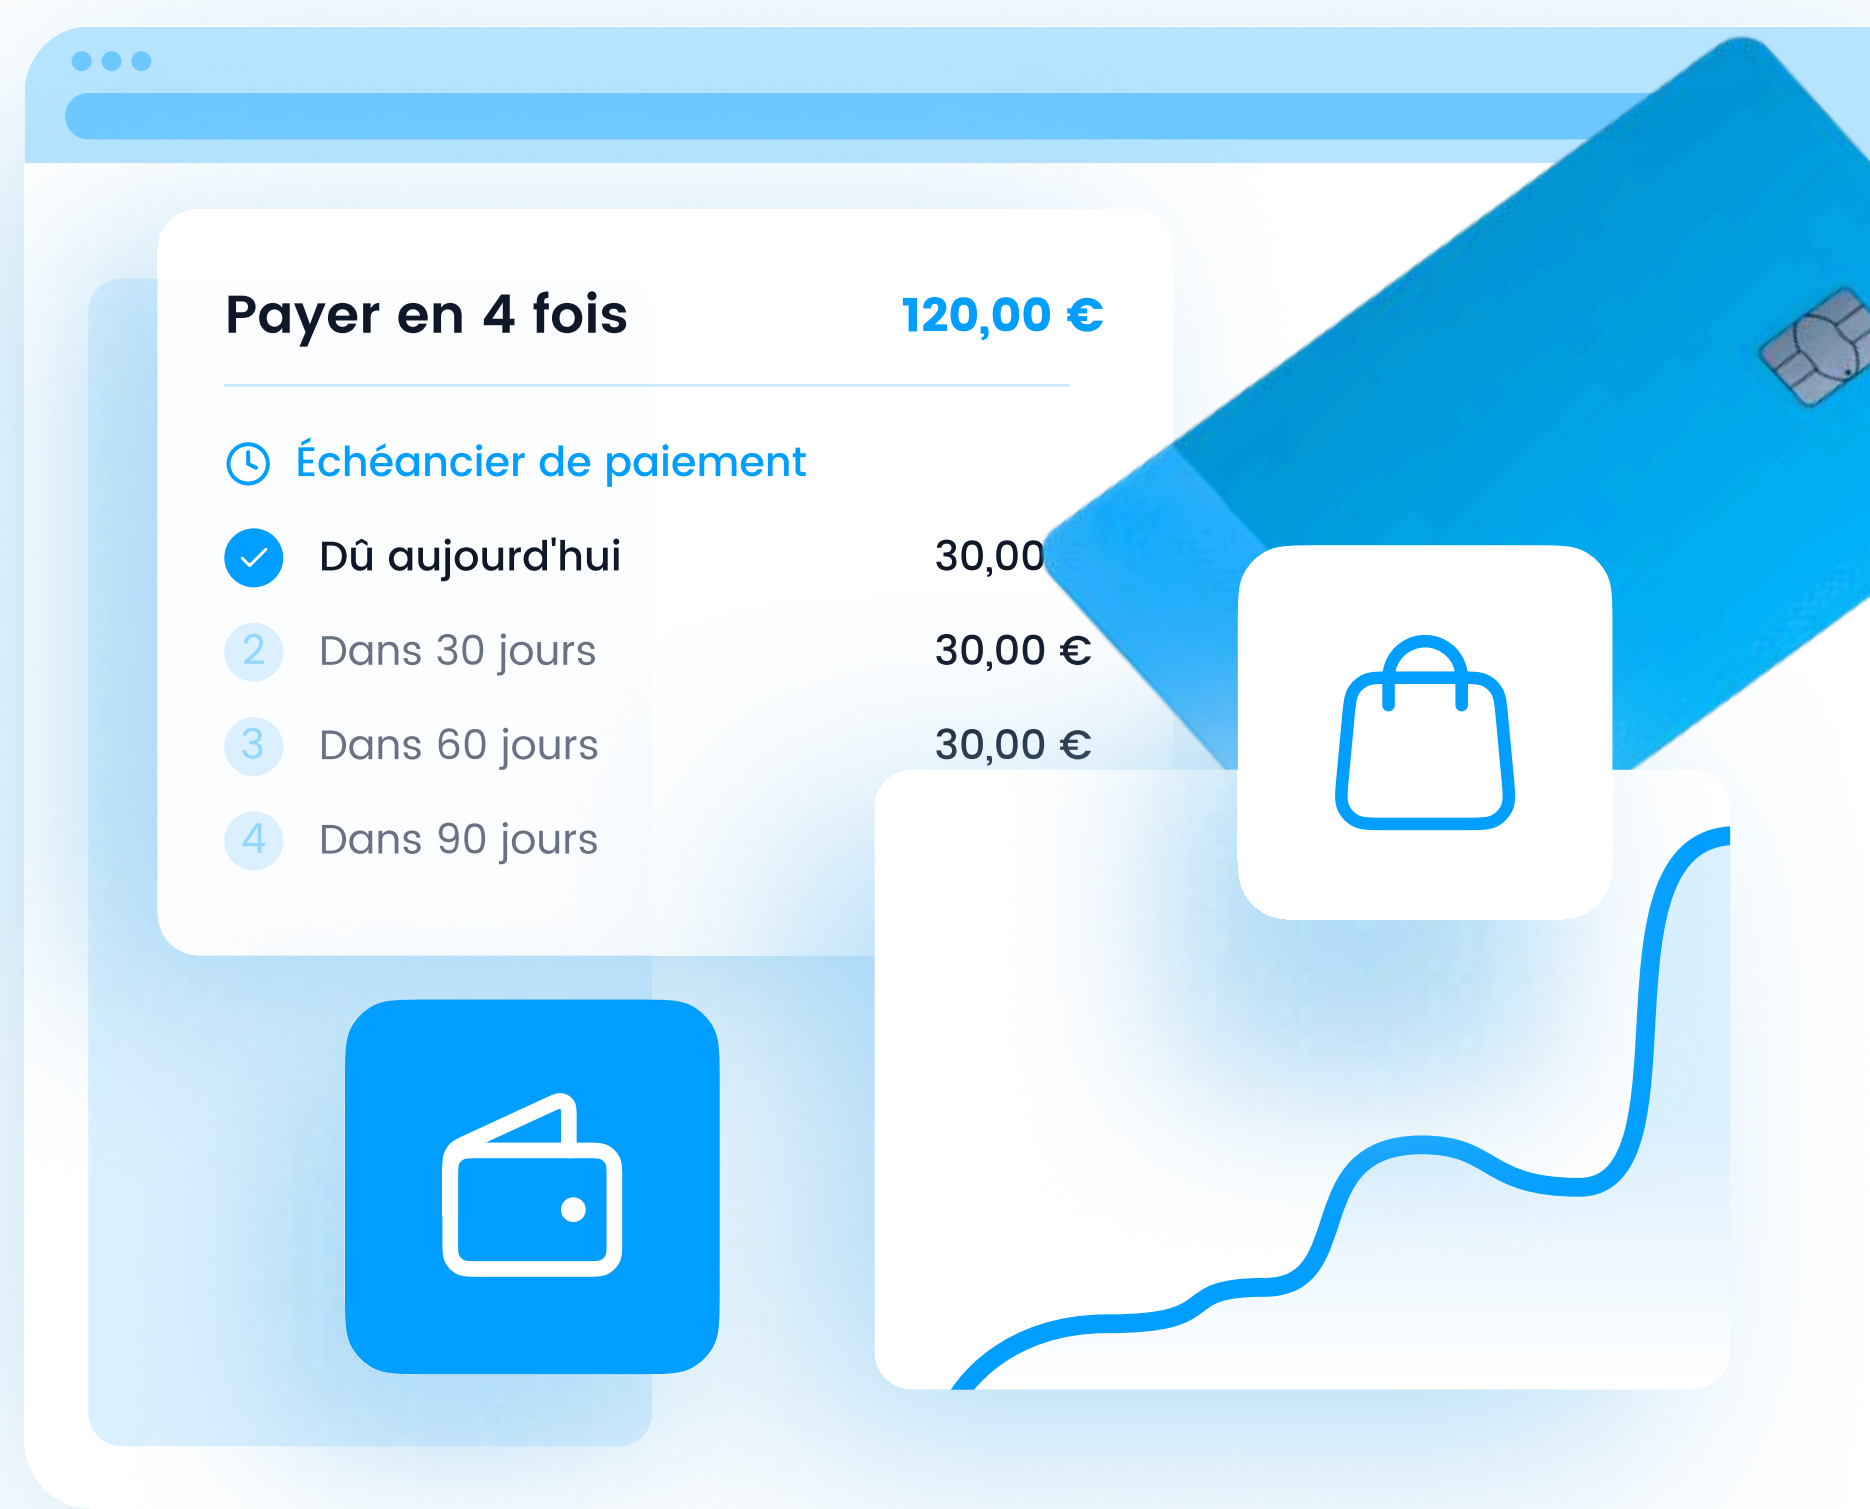 Payer en 4 fois 120,00 €
Échéancier de paiement
Dû aujourd'hui 30,00
2 Dans 30 jours 30,00 €
3 Dans 60 jours 30,00 €
4 Dans 90 jours